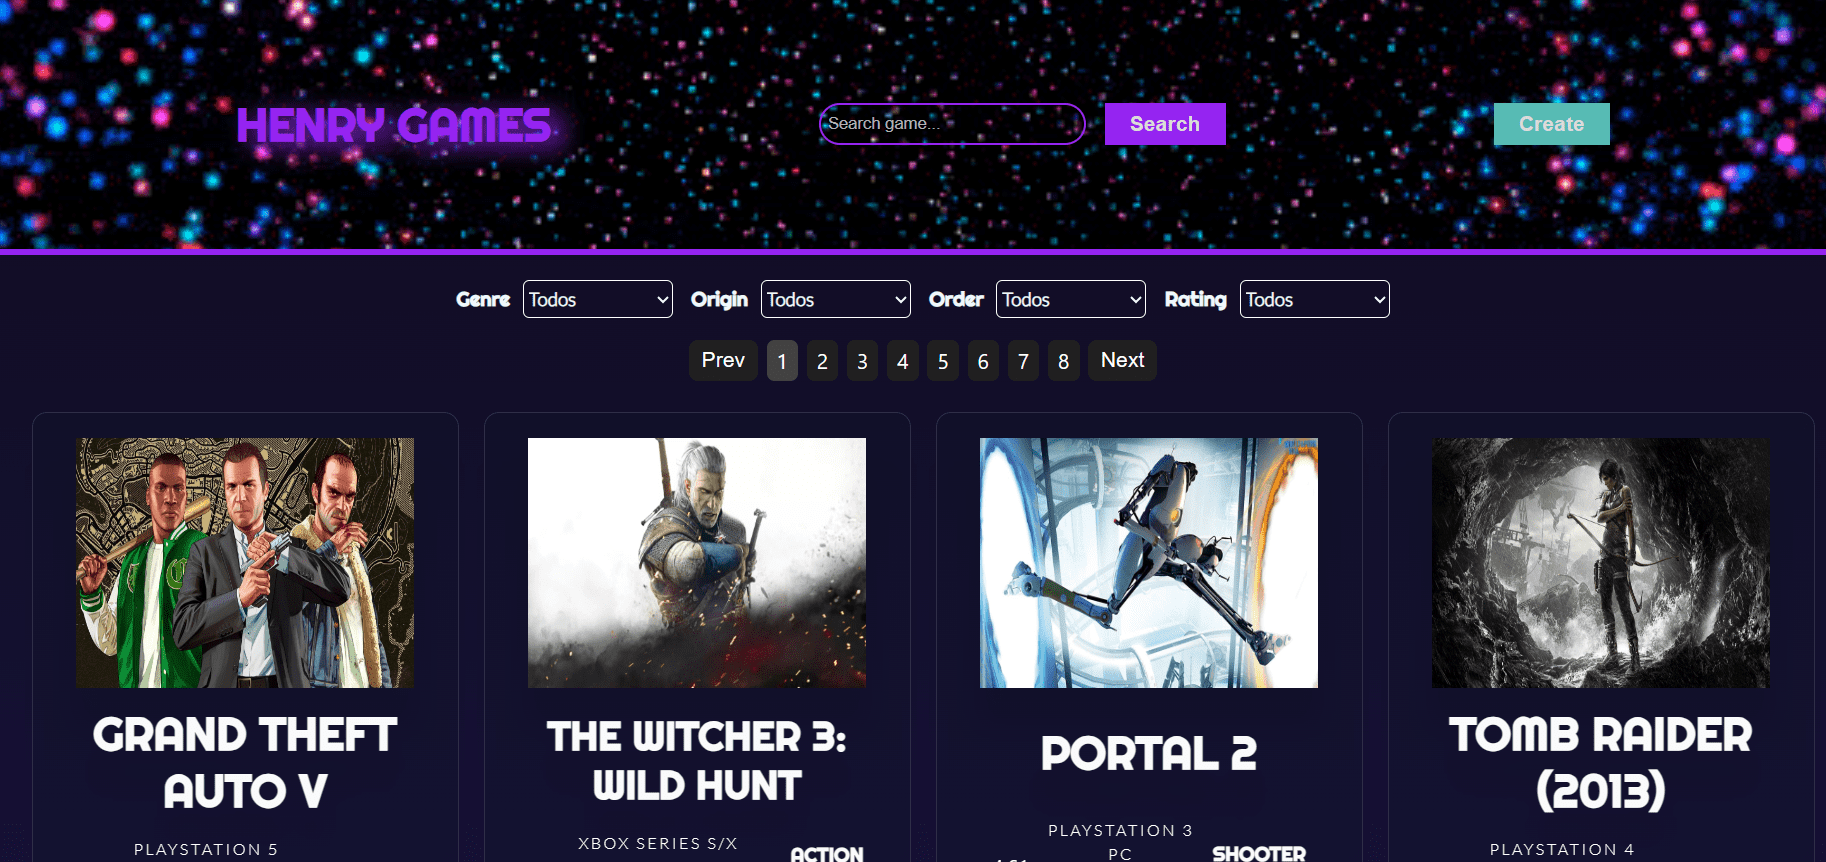 HENRY GAMES
Search game...
Search
Create
Genre Todos Origin Todos Order Todos Rating Todos
Prev 1 2 3 4 5 6 7 8 Next
GRAND THEFT
AUTO V
PLAYSTATION 5
THE WITCHER 3:
WILD HUNT
XBOX SERIES S/X
ACTION
PORTAL 2
PLAYSTATION 3
PC
SHOOTER
TOMB RAIDER
(2013)
PLAYSTATION 4